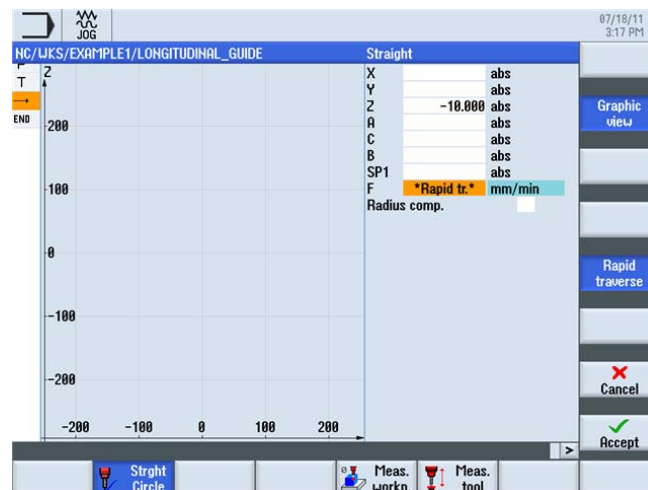 07/18/11
3:17 PM
JOG
NC/WKS/EXAMPLE1/LONGITUDINAL_GUIDE
Straight
P
T
END
Z
200
100
0
-100
-200
-200 -100 0 100 200
X abs
Y abs
Z -10.000 abs
A abs
C abs
B abs
SP1 abs
F *Rapid tr.* mm/min
Radius comp.
Graphic
view
Rapid
traverse
Cancel
Accept
>
Strght
Circle
Meas.
workp.
Meas.
tool